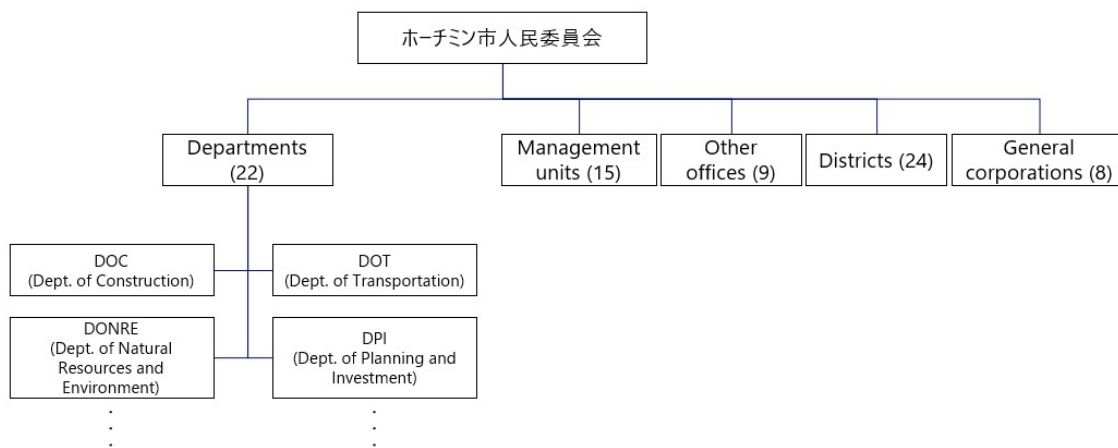 ホーチミン市人民委員会
Departments
(22)
Management
units (15)
Other
offices (9)
Districts (24)
General
corporations (8)
DOC
(Dept. of Construction)
DOT
(Dept. of Transportation)
DONRE
(Dept. of Natural
Resources and
Environment)
DPI
(Dept. of Planning and
Investment)